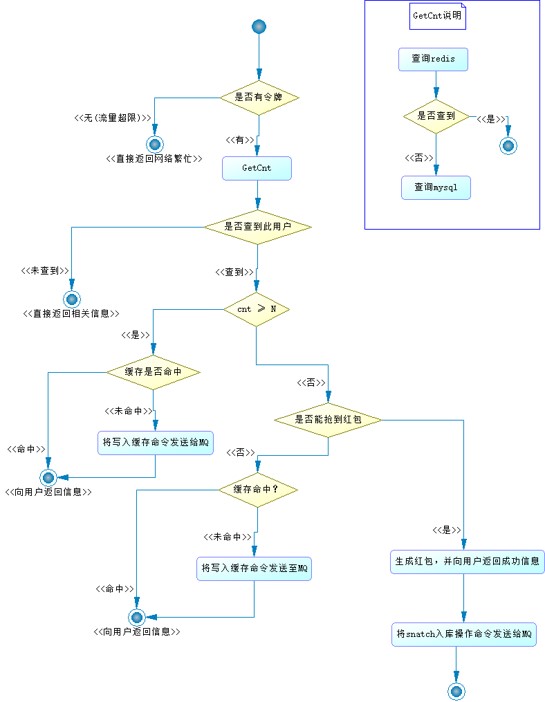 GetCnt说明
查询redis
是否查到
<<是>>
<<否>>
查询mysql
是否有令牌
<<无(流量超限)>>
<<有>>
<<直接返回网络繁忙>>
GetCnt
是否查到此用户
<<未查到>>
<<查到>>
<<直接返回相关信息>>
cnt ≥ N
<<是>>
缓存是否命中
<<否>>
<<未命中>>
是否能抢到红包
将写入缓存命令发送给MQ
<<命中>>
<<否>>
<<向用户返回信息>>
缓存命中?
<<未命中>>
<<是>>
将写入缓存命令发送至MQ
生成红包，并向用户返回成功信息
<<命中>>
<<向用户返回信息>>
将snatch入库操作命令发送给MQ